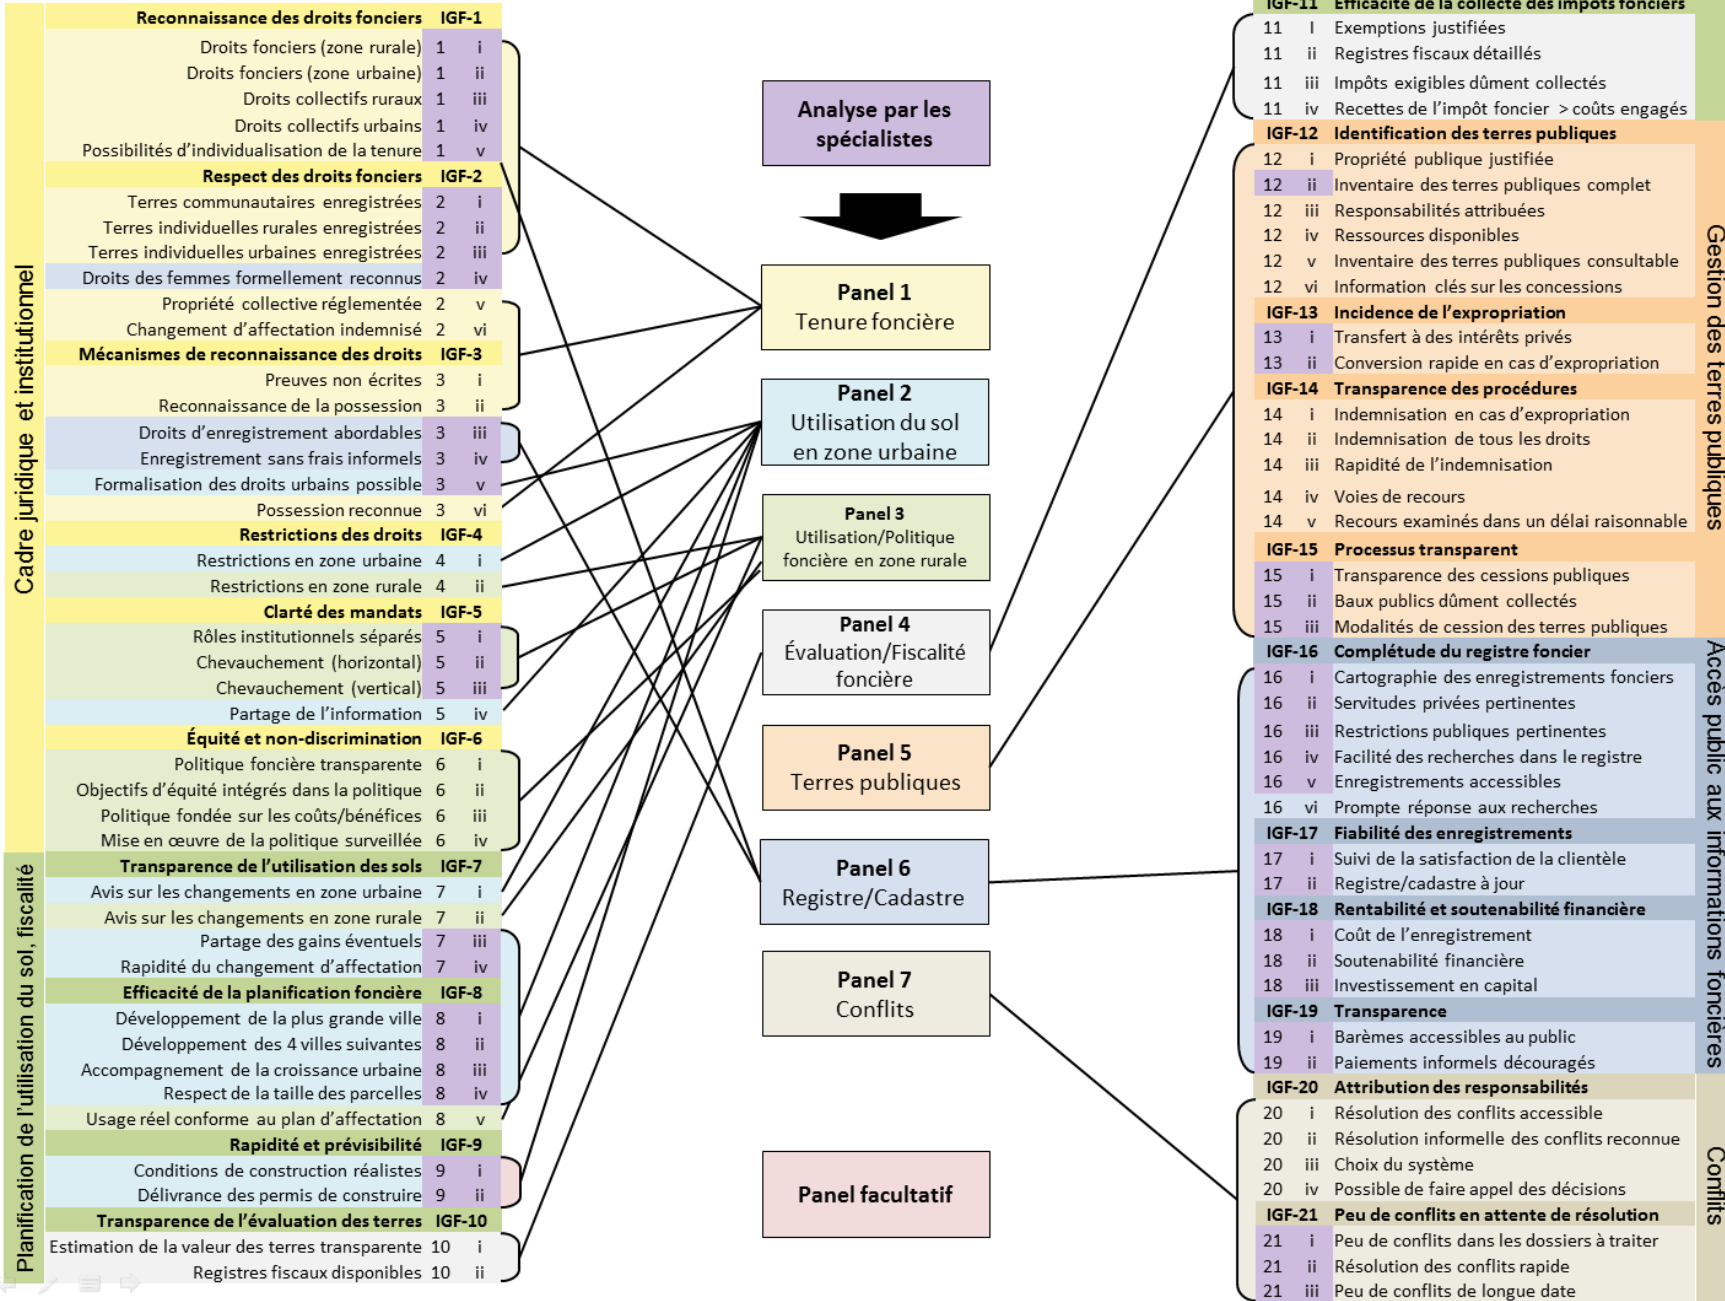 Cadre juridique et institutionnel
Reconnaissance des droits fonciers IGF-1
Droits fonciers (zone rurale) 1 i
Droits fonciers (zone urbaine) 1 ii
Droits collectifs ruraux 1 iii
Droits collectifs urbains 1 iv
Possibilités d'individualisation de la tenure 1 v
Respect des droits fonciers IGF-2
Terres communautaires enregistrées 2 i
Terres individuelles rurales enregistrées 2 ii
Terres individuelles urbaines enregistrées 2 iii
Droits des femmes formellement reconnus 2 iv
Propriété collective réglementée 2 v
Changement d'affectation indemnisé 2 vi
Mécanismes de reconnaissance des droits IGF-3
Preuves non écrites 3 i
Reconnaissance de la possession 3 ii
Droits d'enregistrement abordables 3 iii
Enregistrement sans frais informels 3 iv
Formalisation des droits urbains possible 3 v
Possession reconnue 3 vi
Restrictions des droits IGF-4
Restrictions en zone urbaine 4 i
Restrictions en zone rurale 4 ii
Clarté des mandats IGF-5
Rôles institutionnels séparés 5 i
Chevauchement (horizontal) 5 ii
Chevauchement (vertical) 5 iii
Partage de l'information 5 iv
Équité et non-discrimination IGF-6
Politique foncière transparente 6 i
Objectifs d'équité intégrés dans la politique 6 ii
Politique fondée sur les coûts/bénéfices 6 iii
Mise en œuvre de la politique surveillée 6 iv
Planification de l'utilisation du sol, fiscalité
Transparence de l'utilisation des sols IGF-7
Avis sur les changements en zone urbaine 7 i
Avis sur les changements en zone rurale 7 ii
Partage des gains éventuels 7 iii
Rapidité du changement d'affectation 7 iv
Efficacité de la planification foncière IGF-8
Développement de la plus grande ville 8 i
Développement des 4 villes suivantes 8 ii
Accompagnement de la croissance urbaine 8 iii
Respect de la taille des parcelles 8 iv
Usage réel conforme au plan d'affectation 8 v
Rapidité et prévisibilité IGF-9
Conditions de construction réalistes 9 i
Délivrance des permis de construire 9 ii
Transparence de l'évaluation des terres IGF-10
Estimation de la valeur des terres transparente 10 i
Registres fiscaux disponibles 10 ii
Analyse par les
spécialistes
Panel 1
Tenure foncière
Panel 2
Utilisation du sol
en zone urbaine
Panel 3
Utilisation/Politique
foncière en zone rurale
Panel 4
Évaluation/Fiscalité
foncière
Panel 5
Terres publiques
Panel 6
Registre/Cadastre
Panel 7
Conflits
Panel facultatif
IGF-11 Efficacité de la collecte des impôts fonciers
11 I Exemptions justifiées
11 ii Registres fiscaux détaillés
11 iii Impôts exigibles dûment collectés
11 iv Recettes de l'impôt foncier > coûts engagés
Gestion des terres publiques
IGF-12 Identification des terres publiques
12 i Propriété publique justifiée
12 ii Inventaire des terres publiques complet
12 iii Responsabilités attribuées
12 iv Ressources disponibles
12 v Inventaire des terres publiques consultable
12 vi Information clés sur les concessions
IGF-13 Incidence de l'expropriation
13 i Transfert à des intérêts privés
13 ii Conversion rapide en cas d'expropriation
IGF-14 Transparence des procédures
14 i Indemnisation en cas d'expropriation
14 ii Indemnisation de tous les droits
14 iii Rapidité de l'indemnisation
14 iv Voies de recours
14 v Recours examinés dans un délai raisonnable
IGF-15 Processus transparent
15 i Transparence des cessions publiques
15 ii Baux publics dûment collectés
15 iii Modalités de cession des terres publiques
Accès public aux informations foncières
IGF-16 Complétude du registre foncier
16 i Cartographie des enregistrements fonciers
16 ii Servitudes privées pertinentes
16 iii Restrictions publiques pertinentes
16 iv Facilité des recherches dans le registre
16 v Enregistrements accessibles
16 vi Prompte réponse aux recherches
IGF-17 Fiabilité des enregistrements
17 i Suivi de la satisfaction de la clientèle
17 ii Registre/cadastre à jour
IGF-18 Rentabilité et soutenabilité financière
18 i Coût de l'enregistrement
18 ii Soutenabilité financière
18 iii Investissement en capital
IGF-19 Transparence
19 i Barèmes accessibles au public
19 ii Paiements informels découragés
Conflits
IGF-20 Attribution des responsabilités
20 i Résolution des conflits accessible
20 ii Résolution informelle des conflits reconnue
20 iii Choix du système
20 iv Possible de faire appel des décisions
IGF-21 Peu de conflits en attente de résolution
21 i Peu de conflits dans les dossiers à traiter
21 ii Résolution des conflits rapide
21 iii Peu de conflits de longue date